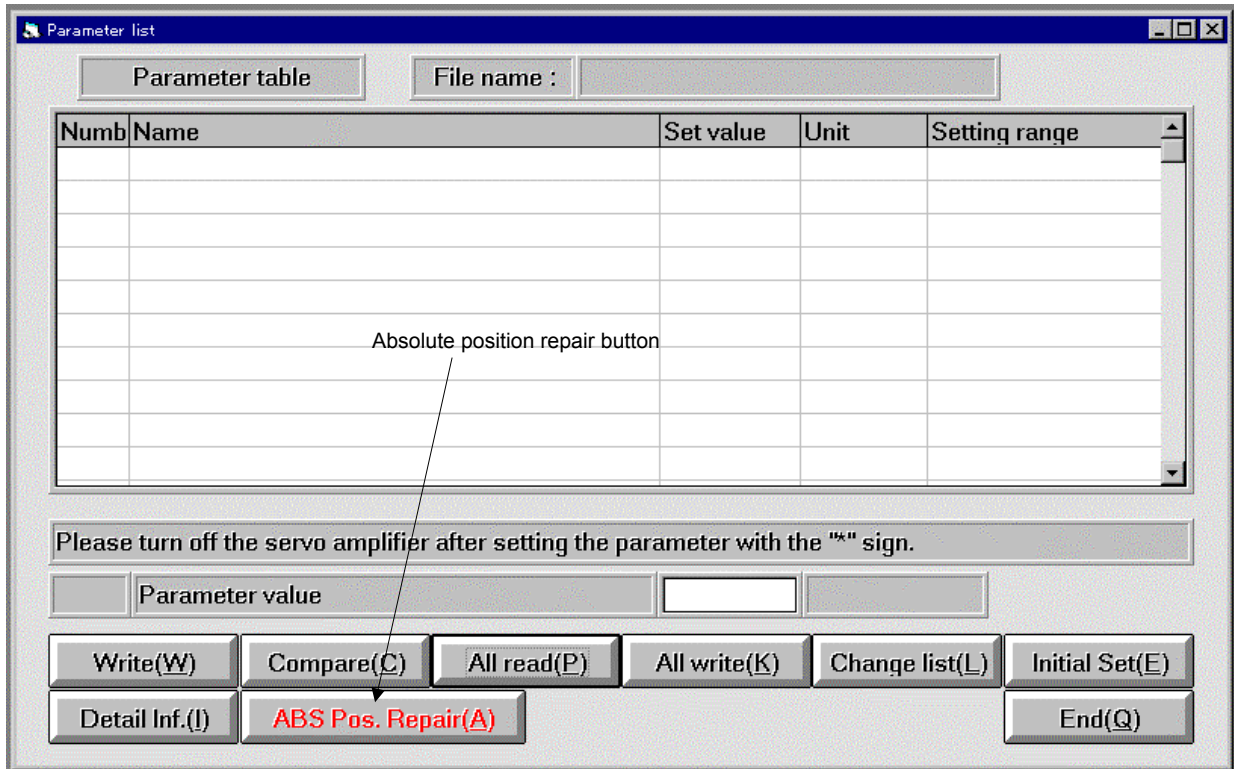 Parameter list
Parameter table File name :
Numb Name Set value Unit Setting range
Absolute position repair button
Please turn off the servo amplifier after setting the parameter with the "*" sign.
Parameter value
Write(W) Compare(C) All read(P) All write(K) Change list(L) Initial Set(E)
Detail Inf.(I) ABS Pos. Repair(A) End(Q)